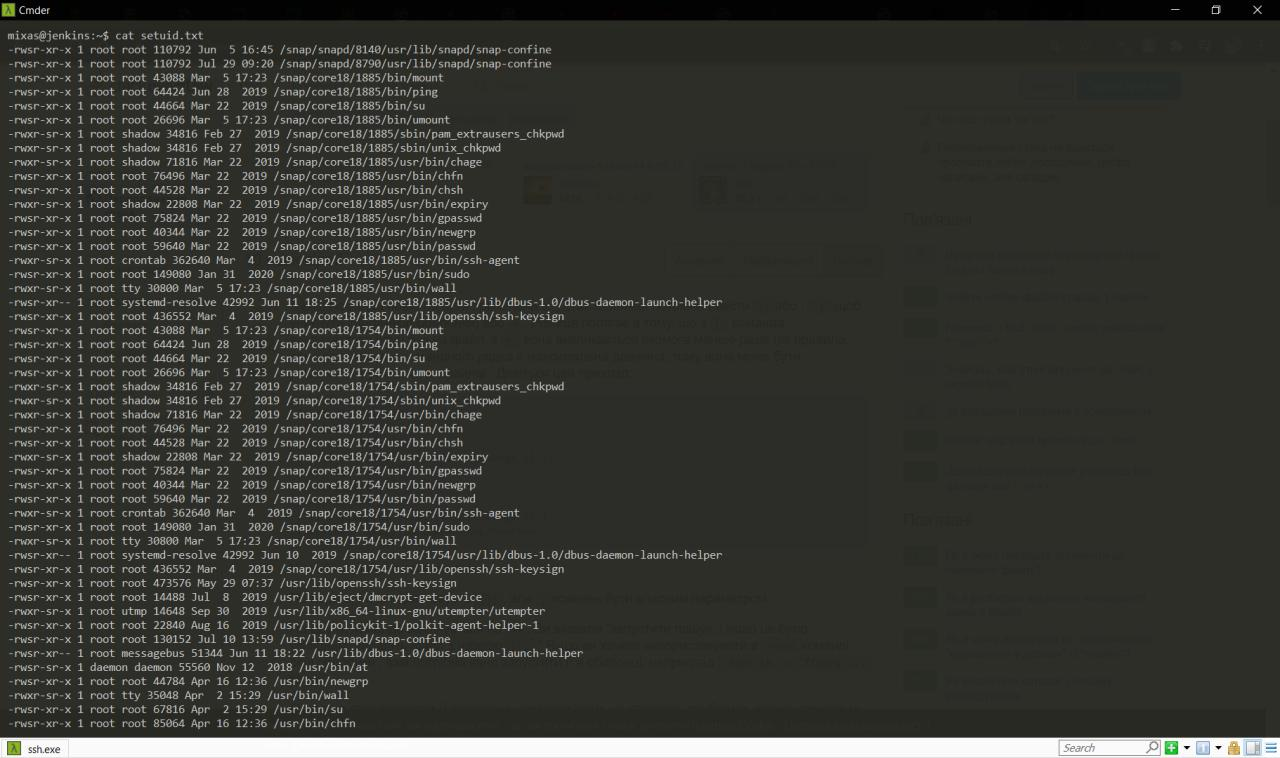 Cmder
mixas@jenkins:~$ cat setuid.txt
-rwsr-xr-x 1 root root 110792 Jun  5 16:45 /snap/snapd/8140/usr/lib/snapd/snap-confine
-rwsr-xr-x 1 root root 110792 Jul 29 09:20 /snap/snapd/8790/usr/lib/snapd/snap-confine
-rwsr-xr-x 1 root root 43088 Mar  5 17:23 /snap/core18/1885/bin/mount
-rwsr-xr-x 1 root root 64424 Jun 28  2019 /snap/core18/1885/bin/ping
-rwsr-xr-x 1 root root 44664 Mar 22  2019 /snap/core18/1885/bin/su
-rwsr-xr-x 1 root root 26696 Mar  5 17:23 /snap/core18/1885/bin/umount
-rwxr-sr-x 1 root shadow 34816 Feb 27  2019 /snap/core18/1885/sbin/pam_extrausers_chkpwd
-rwxr-sr-x 1 root shadow 34816 Feb 27  2019 /snap/core18/1885/sbin/unix_chkpwd
-rwxr-sr-x 1 root shadow 71816 Mar 22  2019 /snap/core18/1885/usr/bin/chage
-rwsr-xr-x 1 root root 76496 Mar 22  2019 /snap/core18/1885/usr/bin/chfn
-rwsr-xr-x 1 root root 44528 Mar 22  2019 /snap/core18/1885/usr/bin/chsh
-rwxr-sr-x 1 root shadow 22808 Mar 22  2019 /snap/core18/1885/usr/bin/expiry
-rwsr-xr-x 1 root root 75824 Mar 22  2019 /snap/core18/1885/usr/bin/gpasswd
-rwsr-xr-x 1 root root 40344 Mar 22  2019 /snap/core18/1885/usr/bin/newgrp
-rwsr-xr-x 1 root root 59640 Mar 22  2019 /snap/core18/1885/usr/bin/passwd
-rwxr-sr-x 1 root crontab 362640 Mar  4  2019 /snap/core18/1885/usr/bin/ssh-agent
-rwsr-xr-x 1 root root 149080 Jan 31  2020 /snap/core18/1885/usr/bin/sudo
-rwxr-sr-x 1 root tty 30800 Mar  5 17:23 /snap/core18/1885/usr/bin/wall
-rwsr-xr-- 1 root systemd-resolve 42992 Jun 11 18:25 /snap/core18/1885/usr/lib/dbus-1.0/dbus-daemon-launch-helper
-rwsr-xr-x 1 root root 436552 Mar  4  2019 /snap/core18/1885/usr/lib/openssh/ssh-keysign
-rwsr-xr-x 1 root root 43088 Mar  5 17:23 /snap/core18/1754/bin/mount
-rwsr-xr-x 1 root root 64424 Jun 28  2019 /snap/core18/1754/bin/ping
-rwsr-xr-x 1 root root 44664 Mar 22  2019 /snap/core18/1754/bin/su
-rwsr-xr-x 1 root root 26696 Mar  5 17:23 /snap/core18/1754/bin/umount
-rwxr-sr-x 1 root shadow 34816 Feb 27  2019 /snap/core18/1754/sbin/pam_extrausers_chkpwd
-rwxr-sr-x 1 root shadow 34816 Feb 27  2019 /snap/core18/1754/sbin/unix_chkpwd
-rwxr-sr-x 1 root shadow 71816 Mar 22  2019 /snap/core18/1754/usr/bin/chage
-rwsr-xr-x 1 root root 76496 Mar 22  2019 /snap/core18/1754/usr/bin/chfn
-rwsr-xr-x 1 root root 44528 Mar 22  2019 /snap/core18/1754/usr/bin/chsh
-rwxr-sr-x 1 root shadow 22808 Mar 22  2019 /snap/core18/1754/usr/bin/expiry
-rwsr-xr-x 1 root root 75824 Mar 22  2019 /snap/core18/1754/usr/bin/gpasswd
-rwsr-xr-x 1 root root 40344 Mar 22  2019 /snap/core18/1754/usr/bin/newgrp
-rwsr-xr-x 1 root root 59640 Mar 22  2019 /snap/core18/1754/usr/bin/passwd
-rwxr-sr-x 1 root crontab 362640 Mar  4  2019 /snap/core18/1754/usr/bin/ssh-agent
-rwsr-xr-x 1 root root 149080 Jan 31  2020 /snap/core18/1754/usr/bin/sudo
-rwxr-sr-x 1 root tty 30800 Mar  5 17:23 /snap/core18/1754/usr/bin/wall
-rwsr-xr-- 1 root systemd-resolve 42992 Jun 10  2019 /snap/core18/1754/usr/lib/dbus-1.0/dbus-daemon-launch-helper
-rwsr-xr-x 1 root root 436552 Mar  4  2019 /snap/core18/1754/usr/lib/openssh/ssh-keysign
-rwsr-xr-x 1 root root 473576 May 29 07:37 /usr/lib/openssh/ssh-keysign
-rwsr-xr-x 1 root root 14488 Jul  8  2019 /usr/lib/eject/dmcrypt-get-device
-rwxr-sr-x 1 root utmp 14648 Sep 30  2019 /usr/lib/x86_64-linux-gnu/utempter/utempter
-rwsr-xr-x 1 root root 22840 Aug 16  2019 /usr/lib/policykit-1/polkit-agent-helper-1
-rwsr-xr-x 1 root root 130152 Jul 10 13:59 /usr/lib/snapd/snap-confine
-rwsr-xr-- 1 root messagebus 51344 Jun 11 18:22 /usr/lib/dbus-1.0/dbus-daemon-launch-helper
-rwsr-sr-x 1 daemon daemon 55560 Nov 12  2018 /usr/bin/at
-rwsr-xr-x 1 root root 44784 Apr 16 12:36 /usr/bin/newgrp
-rwxr-sr-x 1 root tty 35048 Apr  2 15:29 /usr/bin/wall
-rwsr-xr-x 1 root root 67816 Apr  2 15:29 /usr/bin/su
-rwsr-xr-x 1 root root 85064 Apr 16 12:36 /usr/bin/chfn
ssh.exe
Search